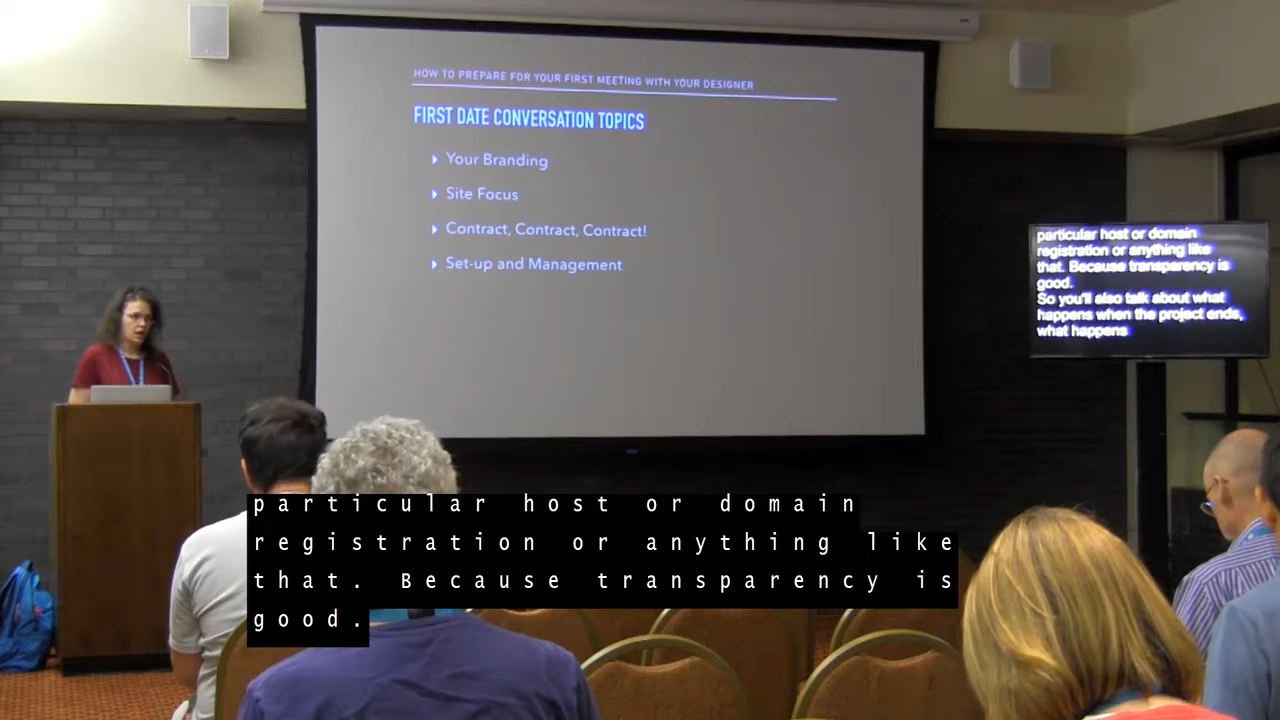 HOW TO PREPARE FOR YOUR FIRST MEETING WITH YOUR DESIGNER
FIRST DATE CONVERSATION TOPICS
Your Branding
Site Focus
Contract, Contract, Contract!
Set-up and Management
particular host or domain
registration or anything like
that. Because transparency is
good.
So you'll also talk about what
happens when the project ends,
what happens
particular host or domain
registration or anything like
that. Because transparency is
good.